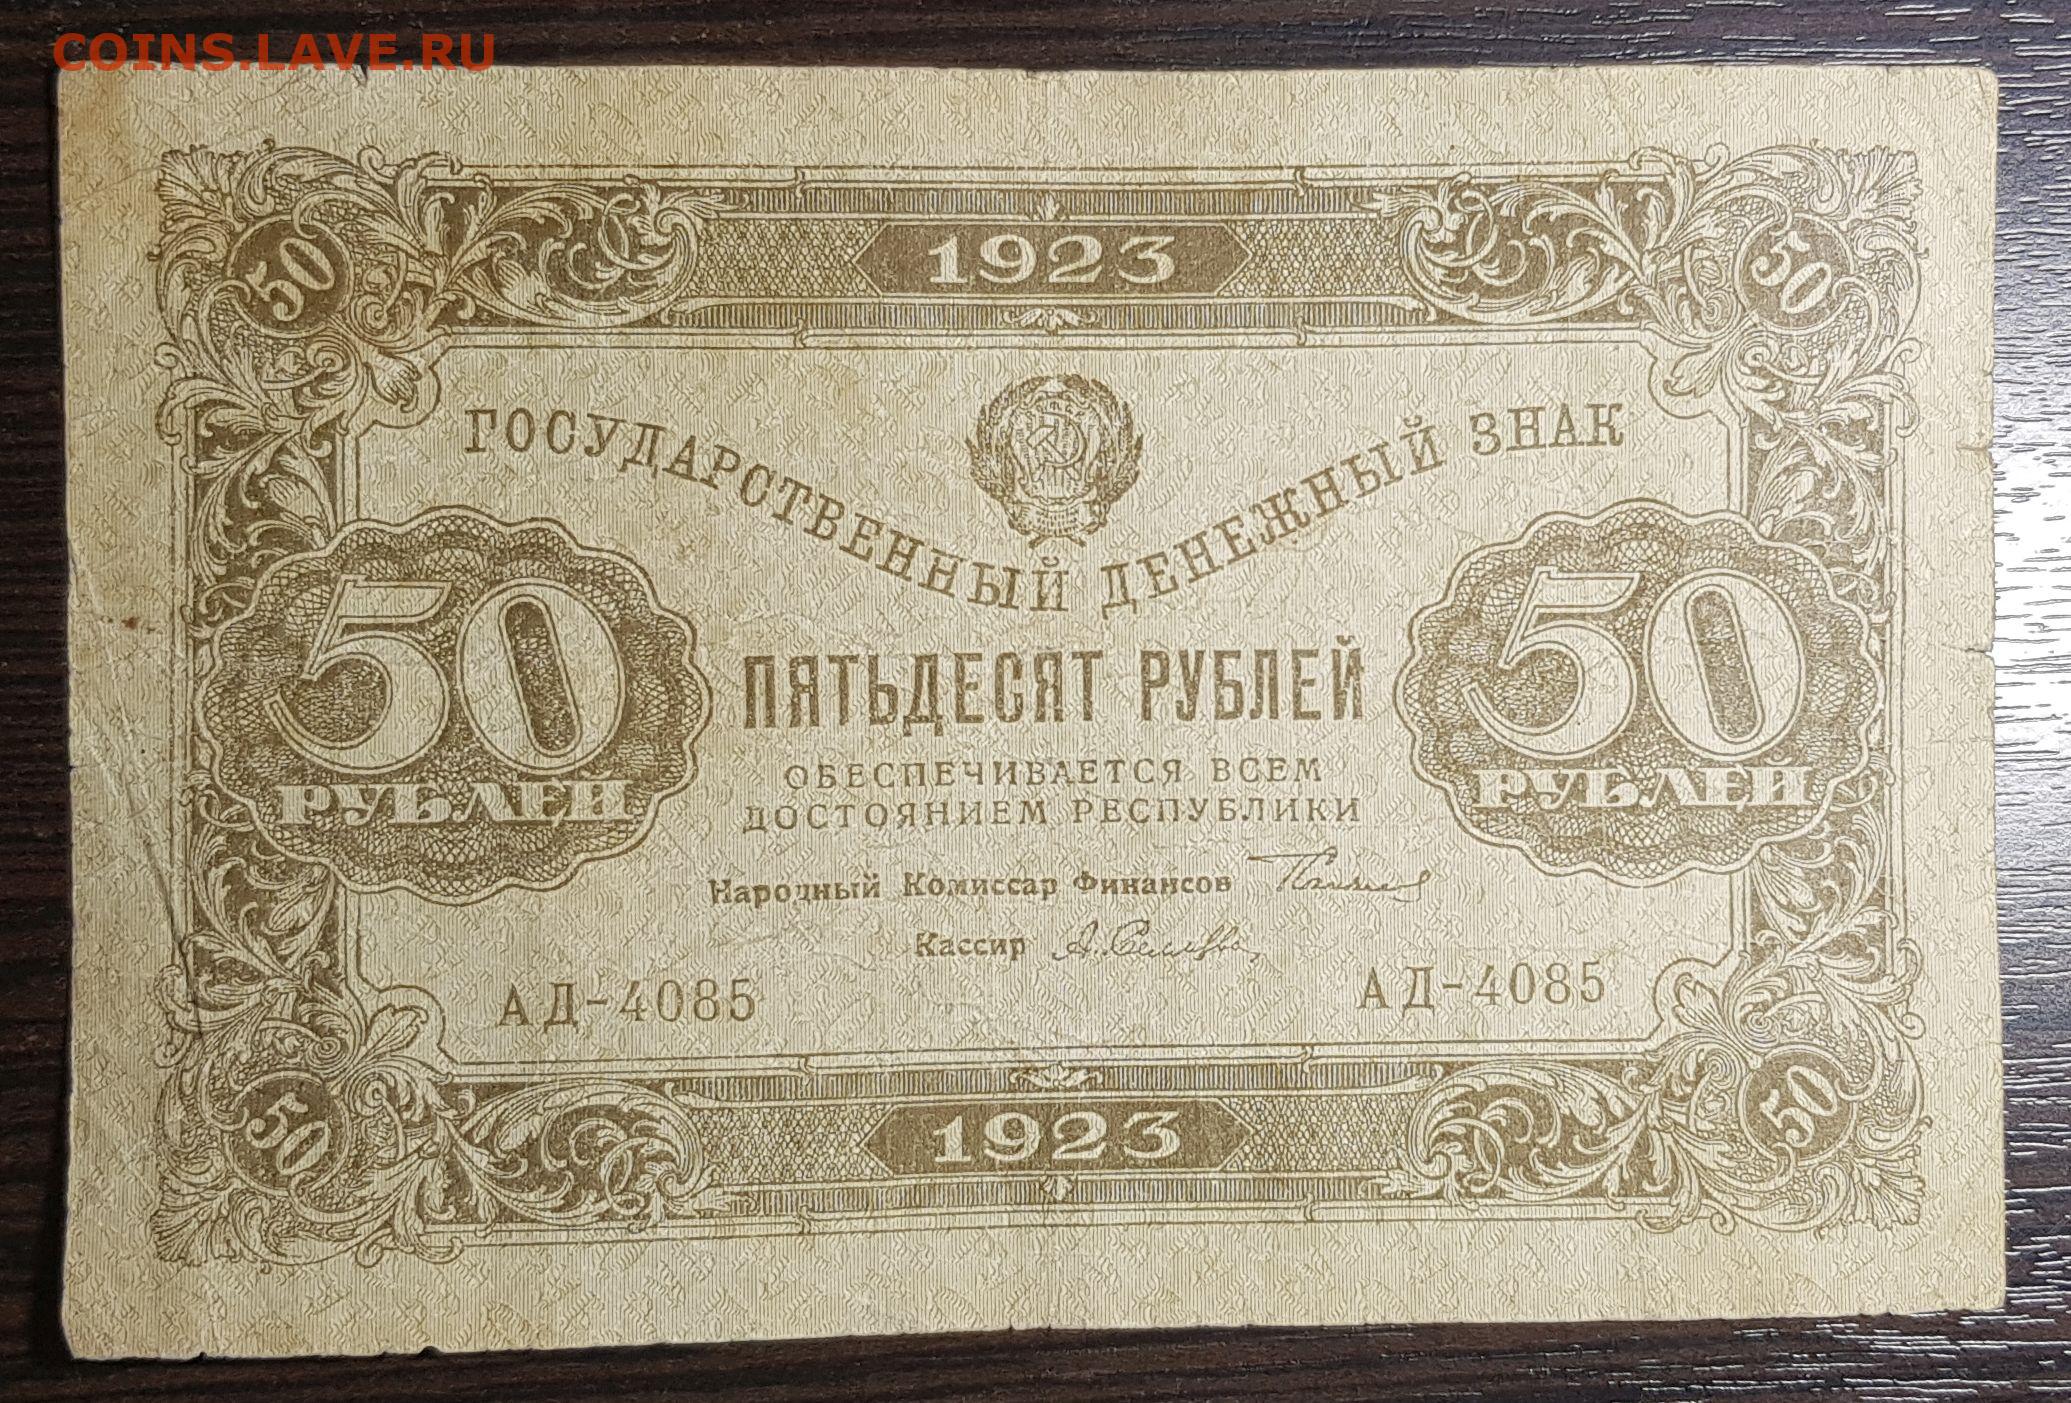 COINS.LAVE.RU
50 1923 50
ГОСУДАРСТВЕННЫЙ ДЕНЕЖНЫЙ ЗНАК
50 РУБЛЕЙ
ПЯТЬДЕСЯТ РУБЛЕЙ
50 РУБЛЕЙ
ОБЕСПЕЧИВАЕТСЯ ВСЕМ
ДОСТОЯНИЕМ РЕСПУБЛИКИ
Народный Комиссар Финансов
Кассир
АД-4085 АД-4085
50 1923 50